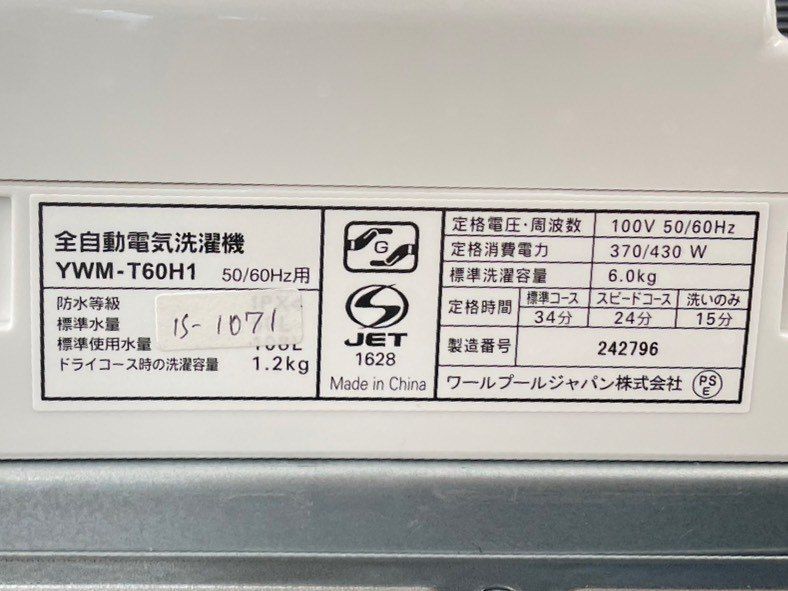 全自動電気洗濯機
YWM-T60H1 50/60Hz用
防水等級
標準水量
標準使用水量
ドライコース時の洗濯容量 1.2kg
15-1071
G
JET
1628
Made in China
定格電圧・周波数 100V 50/60Hz
定格消費電力 370/430 W
標準洗濯容量 6.0kg
定格時間 標準コース スピードコース 洗いのみ
34分 24分 15分
製造番号 242796
ワールプールジャパン株式会社 PSE